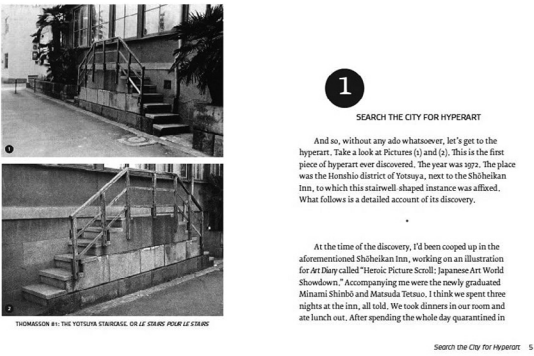 1
2
THOMASSON #1: THE YOTSUYA STAIRCASE, OR LE STAIRS POUR LE STAIRS
1
SEARCH THE CITY FOR HYPERART
And so, without any ado whatsoever, let's get to the
hyperart. Take a look at Pictures (1) and (2). This is the first
piece of hyperart ever discovered. The year was 1972. The place
was the Honshio district of Yotsuya, next to the Shōheikan
Inn, to which this stairwell-shaped instance was affixed.
What follows is a detailed account of its discovery.
*
At the time of the discovery, I'd been cooped up in the
aforementioned Shōheikan Inn, working on an illustration
for Art Diary called "Heroic Picture Scroll: Japanese Art World
Showdown." Accompanying me were the newly graduated
Minami Shinbō and Matsuda Tetsuo. I think we spent three
nights at the inn, all told. We took dinners in our room and
ate lunch out. After spending the whole day quarantined in
Search the City for Hyperart 5